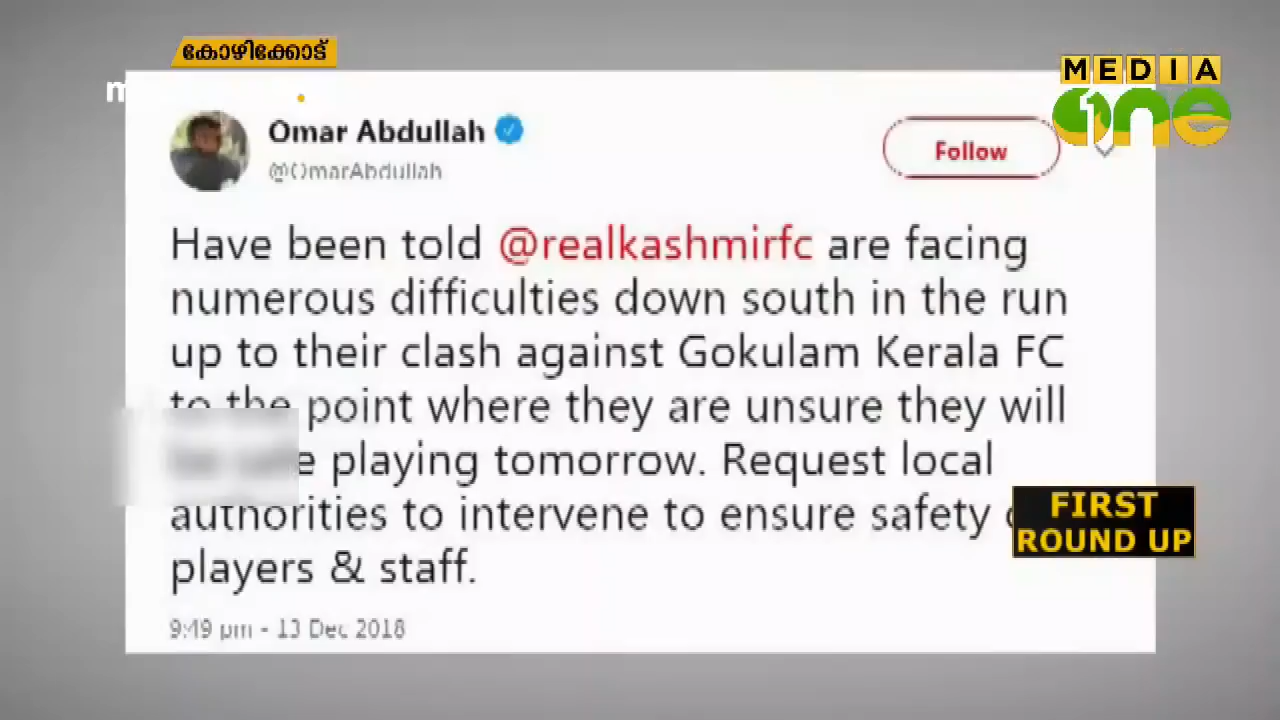 കോഴിക്കോട്
MEDIA
one
Omar Abdullah
@OmarAbdullah
Follow
Have been told @realkashmirfc are facing
numerous difficulties down south in the run
up to their clash against Gokulam Kerala FC
to the point where they are unsure they will
playing tomorrow. Request local
authorities to intervene to ensure safety
players & staff.
9:49 pm - 13 Dec 2018
FIRST
ROUND UP